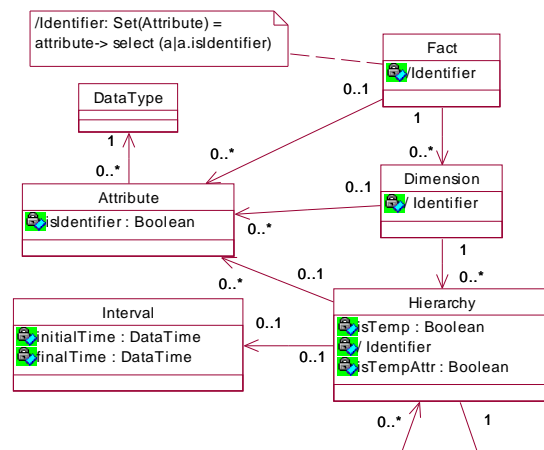 /Identifier: Set(Attribute) =
attribute-> select (a|a.isIdentifier)
Fact
/Identifier
0..1
1
DataType
1
0..*
0..*
0..*
Attribute
isIdentifier : Boolean
Dimension
/ Identifier
0..1
0..*
1
0..*
0..1
0..*
Hierarchy
isTemp : Boolean
/ Identifier
isTempAttr : Boolean
Interval
initialTime : DataTime
finalTime : DataTime
0..1
0..1
0..*
1